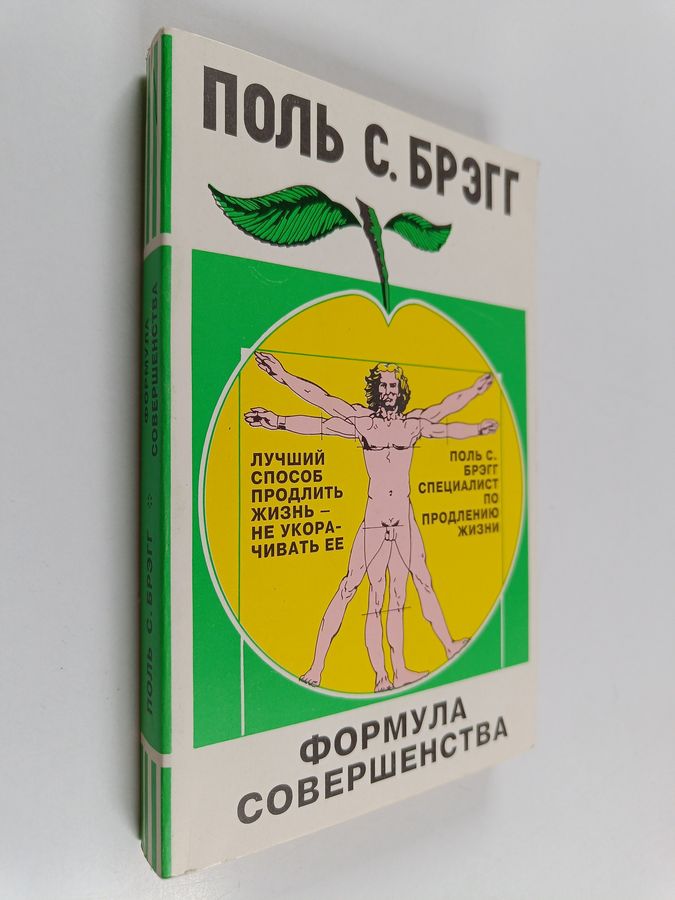 ПОЛЬ С. БРЭГГ
ЛУЧШИЙ
СПОСОБ
ПРОДЛИТЬ
ЖИЗНЬ –
НЕ УКОРА-
ЧИВАТЬ ЕЕ
ПОЛЬ С.
БРЭГГ
СПЕЦИАЛИСТ
ПО
ПРОДЛЕНИЮ
ЖИЗНИ
ФОРМУЛА
СОВЕРШЕНСТВА
ПОЛЬ С. БРЭГГ
ФОРМУЛА
СОВЕРШЕНСТВА